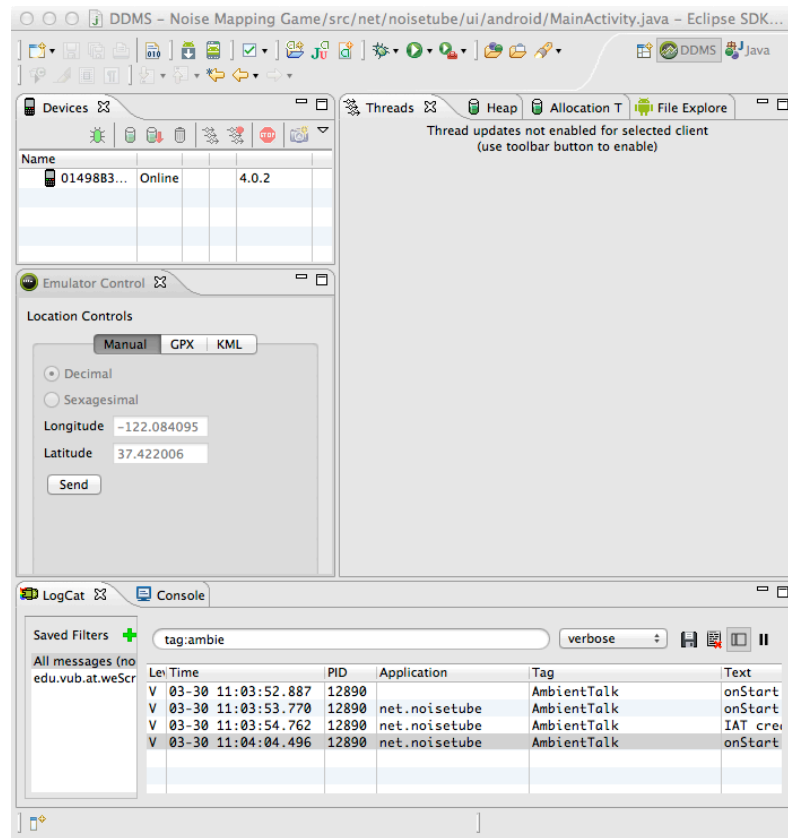 DDMS – Noise Mapping Game/src/net/noisetube/ui/android/MainActivity.java – Eclipse SDK...
DDMS Java
Devices
Name
01498B3... Online 4.0.2
Threads Heap Allocation T File Explore
Thread updates not enabled for selected client
(use toolbar button to enable)
Emulator Control
Location Controls
Manual GPX KML
Decimal
Sexagesimal
Longitude -122.084095
Latitude 37.422006
Send
LogCat Console
Saved Filters
All messages (no
edu.vub.at.weScr
tag:ambie verbose
Lev Time PID Application Tag Text
V 03-30 11:03:52.887 12890 AmbientTalk onStart
V 03-30 11:03:53.770 12890 net.noisetube AmbientTalk onStart
V 03-30 11:03:54.762 12890 net.noisetube AmbientTalk IAT crea
V 03-30 11:04:04.496 12890 net.noisetube AmbientTalk onStart